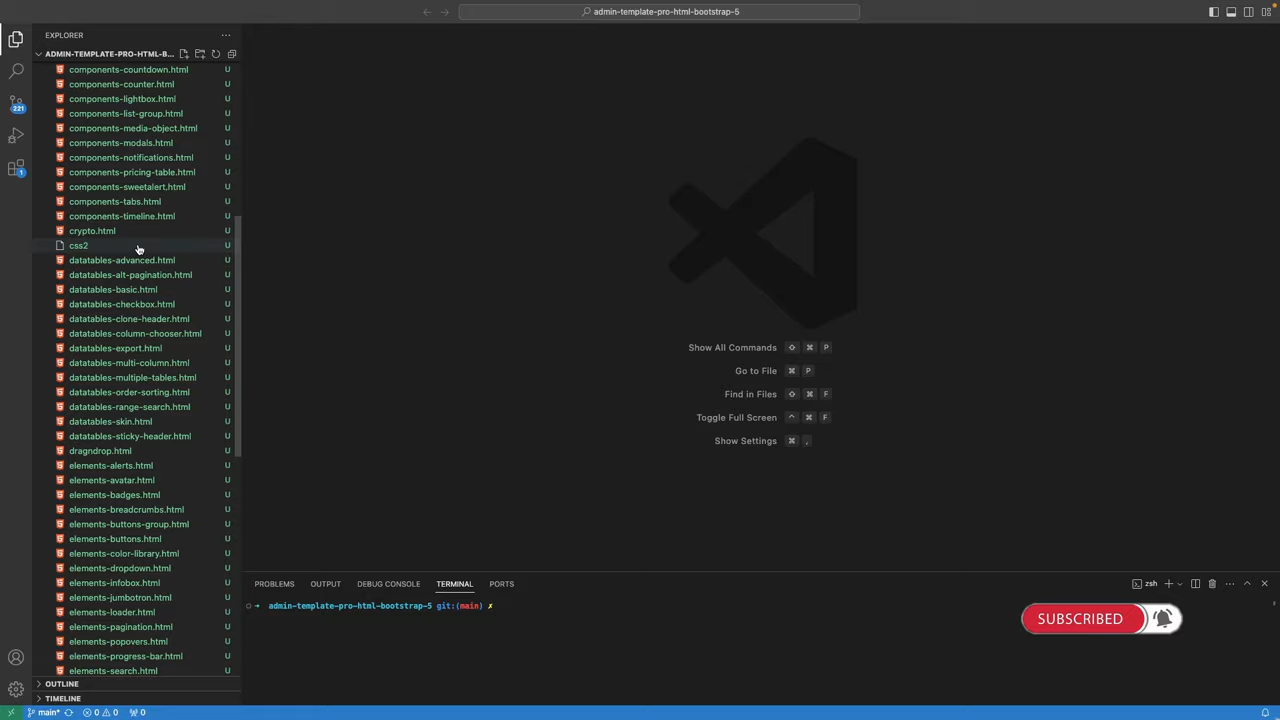 admin-template-pro-html-bootstrap-5
EXPLORER
ADMIN-TEMPLATE-PRO-HTML-B...
components-countdown.html U
components-counter.html U
components-lightbox.html U
components-list-group.html U
components-media-object.html U
components-modals.html U
components-notifications.html U
components-pricing-table.html U
components-sweetalert.html U
components-tabs.html U
components-timeline.html U
crypto.html U
css2 U
datatables-advanced.html U
datatables-alt-pagination.html U
datatables-basic.html U
datatables-checkbox.html U
datatables-clone-header.html U
datatables-column-chooser.html U
datatables-export.html U
datatables-multi-column.html U
datatables-multiple-tables.html U
datatables-order-sorting.html U
datatables-range-search.html U
datatables-skin.html U
datatables-sticky-header.html U
dragndrop.html U
elements-alerts.html U
elements-avatar.html U
elements-badges.html U
elements-breadcrumbs.html U
elements-buttons-group.html U
elements-buttons.html U
elements-color-library.html U
elements-dropdown.html U
elements-infobox.html U
elements-jumbotron.html U
elements-loader.html U
elements-pagination.html U
elements-popovers.html U
elements-progress-bar.html U
elements-search.html U
OUTLINE
TIMELINE
221
1
Show All Commands ⇧ ⌘ P
Go to File ⌘ P
Find in Files ⇧ ⌘ F
Toggle Full Screen ^ ⌘ F
Show Settings ⌘ ,
PROBLEMS OUTPUT DEBUG CONSOLE TERMINAL PORTS
zsh
admin-template-pro-html-bootstrap-5 git:(main) ✗
SUBSCRIBED
main* 0 0 0